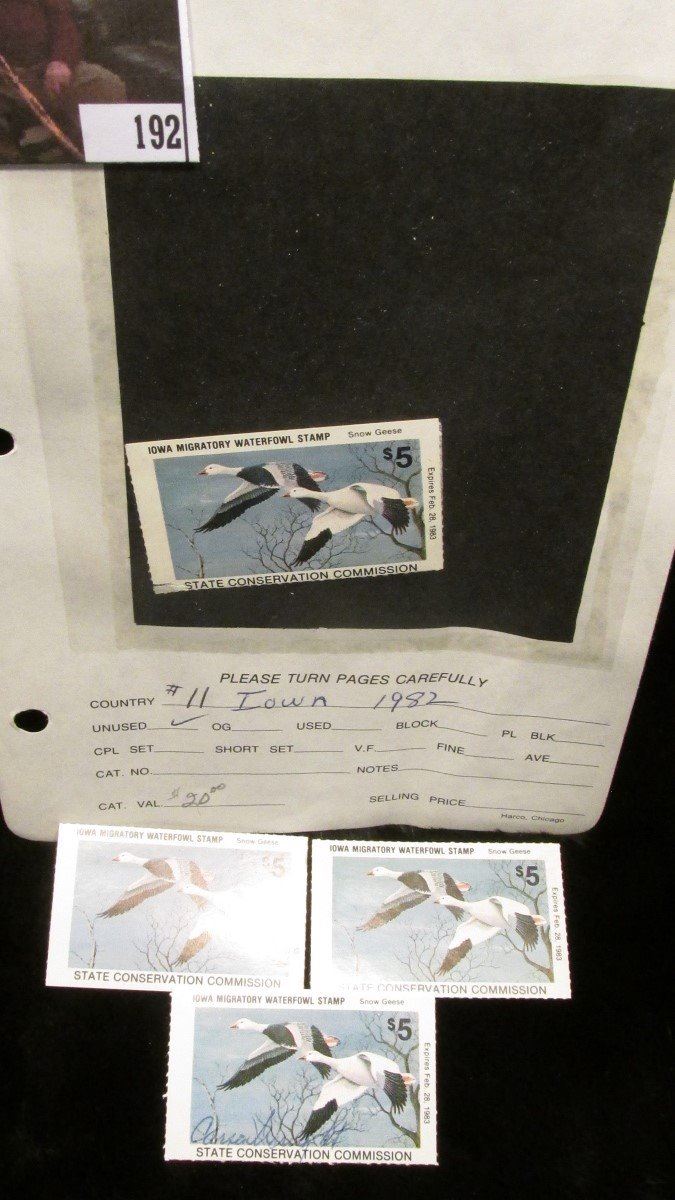 192
IOWA MIGRATORY WATERFOWL STAMP Snow Geese
$5
Expires Feb. 28, 1983
STATE CONSERVATION COMMISSION
PLEASE TURN PAGES CAREFULLY
COUNTRY #11 Iowa 1982
UNUSED ✓ OG USED BLOCK PL BLK
CPL SET SHORT SET V.F. FINE AVE
CAT. NO. NOTES
CAT. VAL. $20.00 SELLING PRICE
Harco, Chicago
IOWA MIGRATORY WATERFOWL STAMP Snow Geese
$5
STATE CONSERVATION COMMISSION
IOWA MIGRATORY WATERFOWL STAMP Snow Geese
$5
Expires Feb. 28, 1983
STATE CONSERVATION COMMISSION
IOWA MIGRATORY WATERFOWL STAMP Snow Geese
$5
Expires Feb. 28, 1983
STATE CONSERVATION COMMISSION